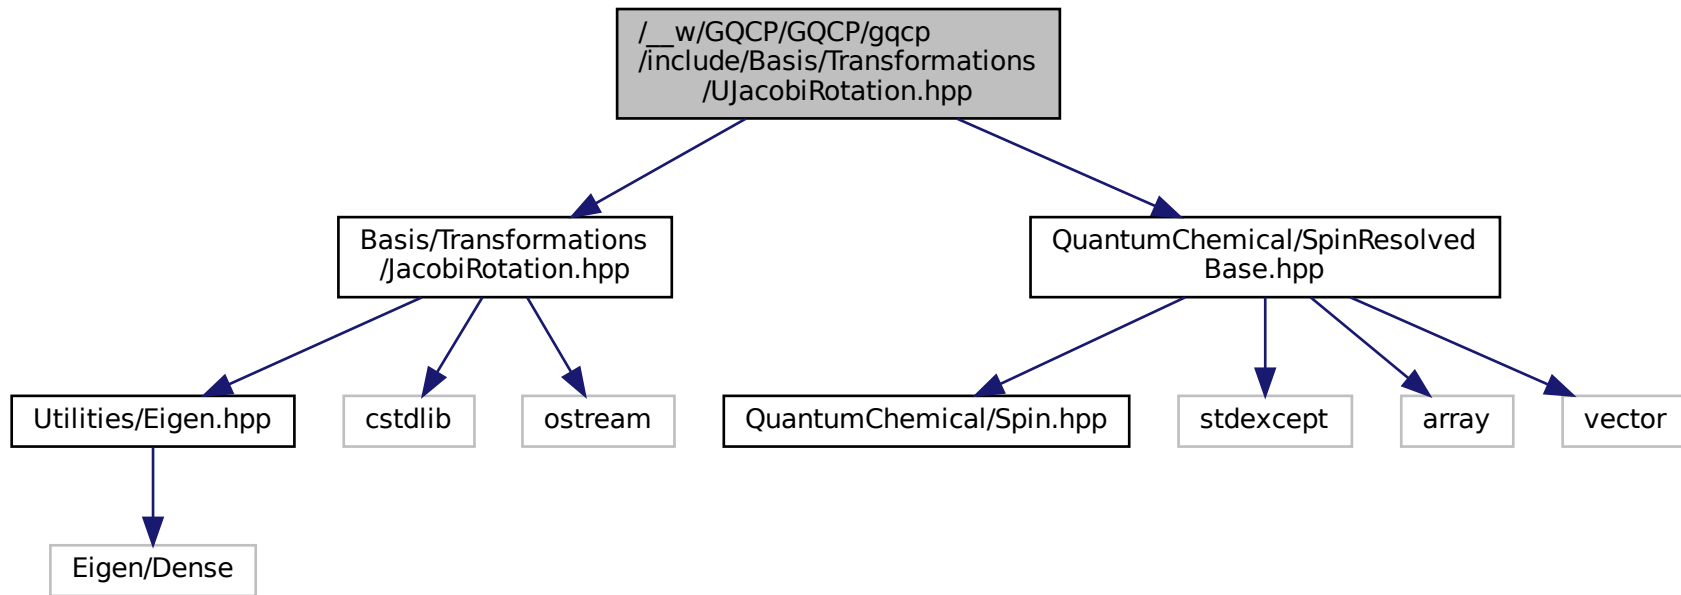 /__w/GQCP/GQCP/gqcp
/include/Basis/Transformations
/UJacobiRotation.hpp
Basis/Transformations
/JacobiRotation.hpp
QuantumChemical/SpinResolved
Base.hpp
Utilities/Eigen.hpp
cstdlib
ostream
QuantumChemical/Spin.hpp
stdexcept
array
vector
Eigen/Dense